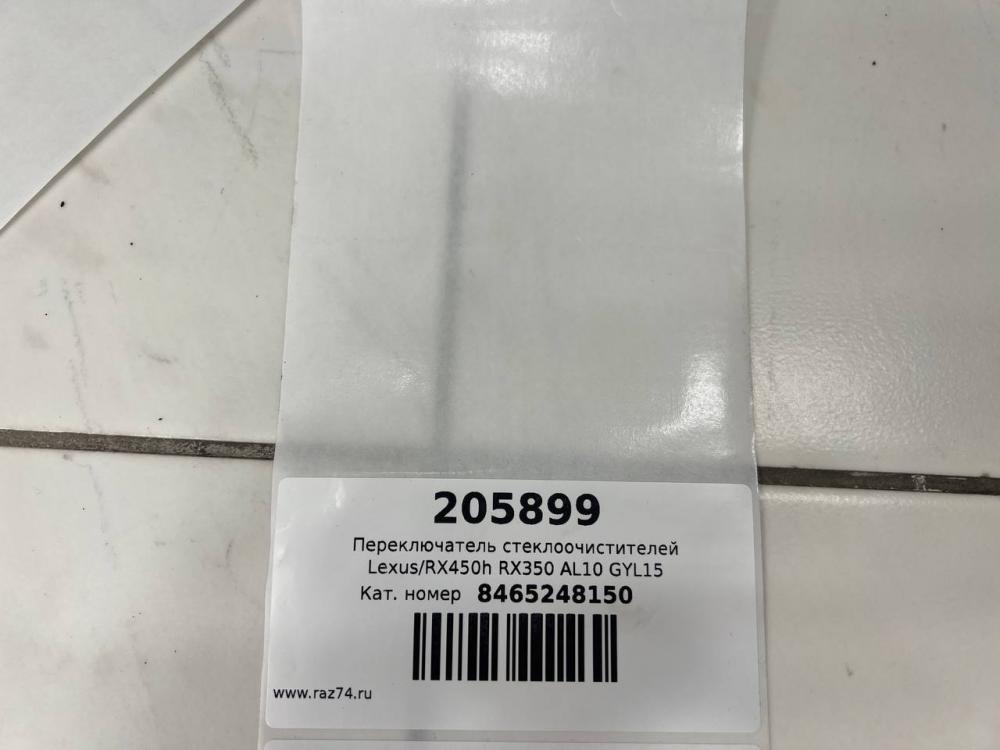 205899
Переключатель стеклоочистителей
Lexus/RX450h RX350 AL10 GYL15
Кат. номер 8465248150
www.raz74.ru